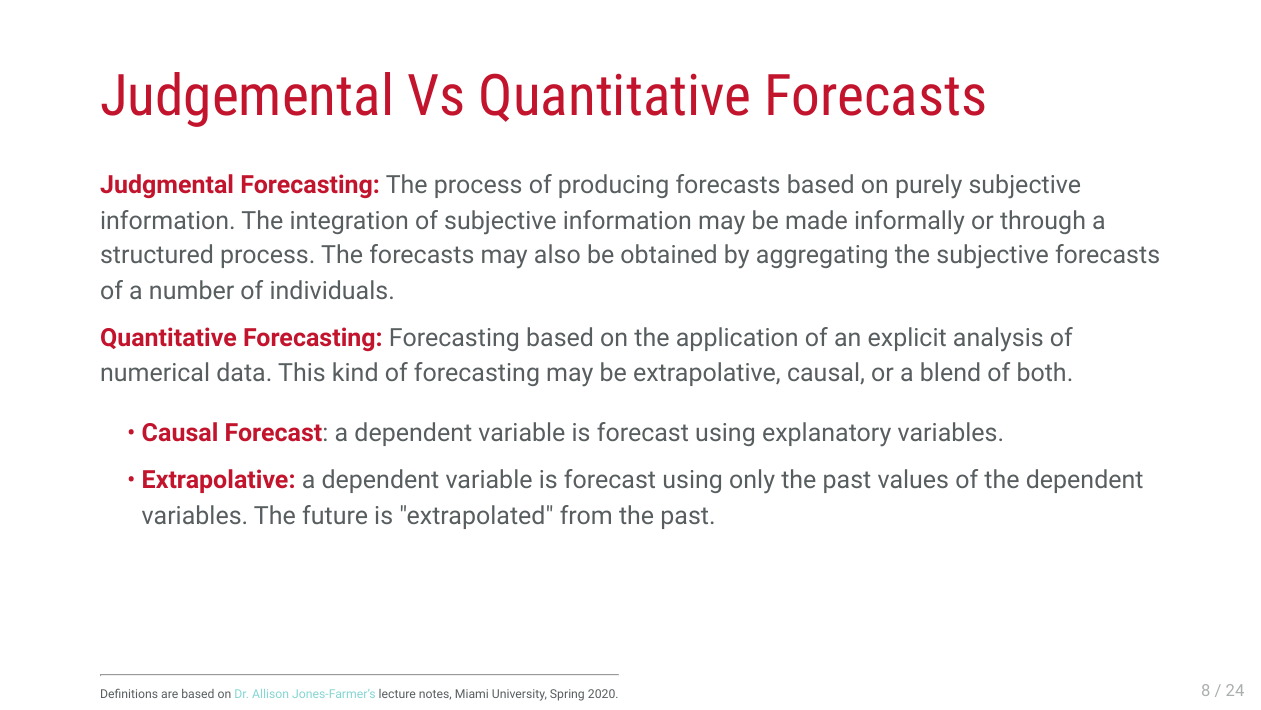 Judgemental Vs Quantitative Forecasts
Judgmental Forecasting: The process of producing forecasts based on purely subjective
information. The integration of subjective information may be made informally or through a
structured process. The forecasts may also be obtained by aggregating the subjective forecasts
of a number of individuals.
Quantitative Forecasting: Forecasting based on the application of an explicit analysis of
numerical data. This kind of forecasting may be extrapolative, causal, or a blend of both.
• Causal Forecast: a dependent variable is forecast using explanatory variables.
• Extrapolative: a dependent variable is forecast using only the past values of the dependent
variables. The future is "extrapolated" from the past.
Definitions are based on Dr. Allison Jones-Farmer's lecture notes, Miami University, Spring 2020.
8 / 24